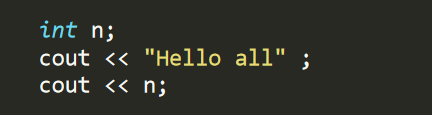 int n;
cout << "Hello all" ;
cout << n;